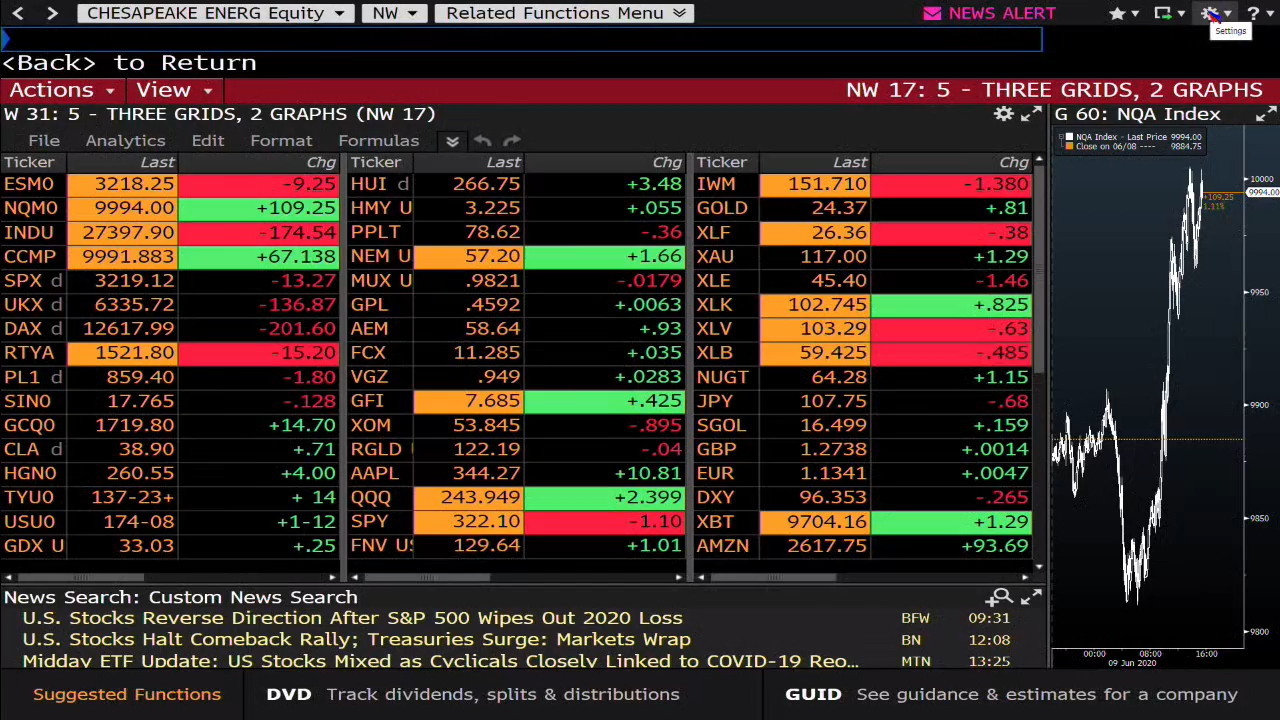 CHESAPEAKE ENERG Equity NW Related Functions Menu NEWS ALERT ?
Settings
<Back> to Return
Actions View NW 17: 5 - THREE GRIDS, 2 GRAPHS
W 31: 5 - THREE GRIDS, 2 GRAPHS (NW 17) G 60: NQA Index
File Analytics Edit Format Formulas
Ticker Last Chg Ticker Last Chg Ticker Last Chg
ESM0 3218.25 -9.25 HUI d 266.75 +3.48 IWM 151.710 -1.380
NQM0 9994.00 +109.25 HMY U 3.225 +.055 GOLD 24.37 +.81
INDU 27397.90 -174.54 PPLT 78.62 -.36 XLF 26.36 -.38
CCMP 9991.883 +67.138 NEM U 57.20 +1.66 XAU 117.00 +1.29
SPX d 3219.12 -13.27 MUX U .9821 -.0179 XLE 45.40 -1.46
UKX d 6335.72 -136.87 GPL .4592 +.0063 XLK 102.745 +.825
DAX d 12617.99 -201.60 AEM 58.64 +.93 XLV 103.29 -.63
RTYA 1521.80 -15.20 FCX 11.285 +.035 XLB 59.425 -.485
PL1 d 859.40 -1.80 VGZ .949 +.0283 NUGT 64.28 +1.15
SIN0 17.765 -.128 GFI 7.685 +.425 JPY 107.75 -.68
GCQ0 1719.80 +14.70 XOM 53.845 -.895 SGOL 16.499 +.159
CLA d 38.90 +.71 RGLD 122.19 -.04 GBP 1.2738 +.0014
HGN0 260.55 +4.00 AAPL 344.27 +10.81 EUR 1.1341 +.0047
TYU0 137-23+ + 14 QQQ 243.949 +2.399 DXY 96.353 -.265
USU0 174-08 +1-12 SPY 322.10 -1.10 XBT 9704.16 +1.29
GDX U 33.03 +.25 FNV US 129.64 +1.01 AMZN 2617.75 +93.69
NQA Index - Last Price 9994.00
Close on 06/08 ---- 9884.75
10000
9994.00
+109.25
1.11%
9950
9900
9850
9800
00:00 08:00 16:00
09 Jun 2020
News Search: Custom News Search
U.S. Stocks Reverse Direction After S&P 500 Wipes Out 2020 Loss BFW 09:31
U.S. Stocks Halt Comeback Rally; Treasuries Surge: Markets Wrap BN 12:08
Midday ETF Update: US Stocks Mixed as Cyclicals Closely Linked to COVID-19 Reo... MTN 13:25
Suggested Functions DVD Track dividends, splits & distributions GUID See guidance & estimates for a company